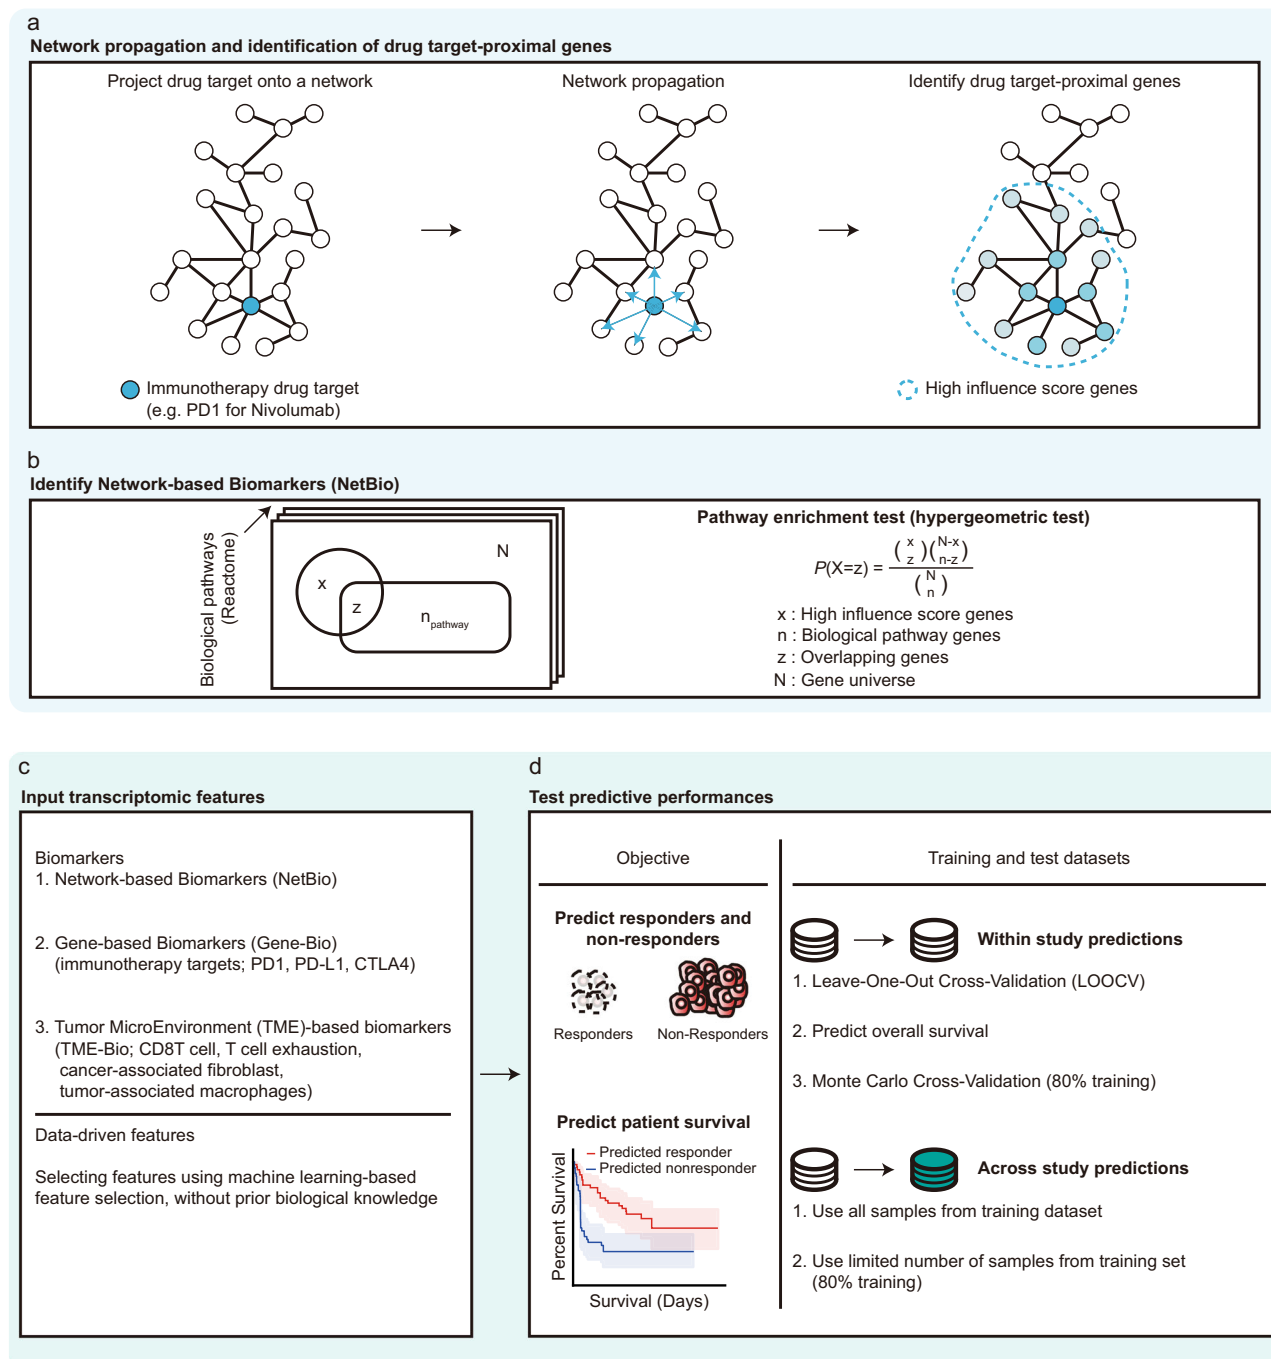 a
Network propagation and identification of drug target-proximal genes
Project drug target onto a network
Network propagation
Identify drug target-proximal genes
Immunotherapy drug target
(e.g. PD1 for Nivolumab)
High influence score genes
b
Identify Network-based Biomarkers (NetBio)
Biological pathways
(Reactome)
N
x
z
n pathway
Pathway enrichment test (hypergeometric test)
P(X=z) = (x z)(N-x n-z) / (N n)
x : High influence score genes
n : Biological pathway genes
z : Overlapping genes
N : Gene universe
c
Input transcriptomic features
Biomarkers
1. Network-based Biomarkers (NetBio)
2. Gene-based Biomarkers (Gene-Bio)
(immunotherapy targets; PD1, PD-L1, CTLA4)
3. Tumor MicroEnvironment (TME)-based biomarkers
(TME-Bio; CD8T cell, T cell exhaustion,
cancer-associated fibroblast,
tumor-associated macrophages)
Data-driven features
Selecting features using machine learning-based
feature selection, without prior biological knowledge
d
Test predictive performances
Objective
Training and test datasets
Predict responders and
non-responders
Responders
Non-Responders
Predict patient survival
Predicted responder
Predicted nonresponder
Percent Survival
Survival (Days)
Within study predictions
1. Leave-One-Out Cross-Validation (LOOCV)
2. Predict overall survival
3. Monte Carlo Cross-Validation (80% training)
Across study predictions
1. Use all samples from training dataset
2. Use limited number of samples from training set
(80% training)